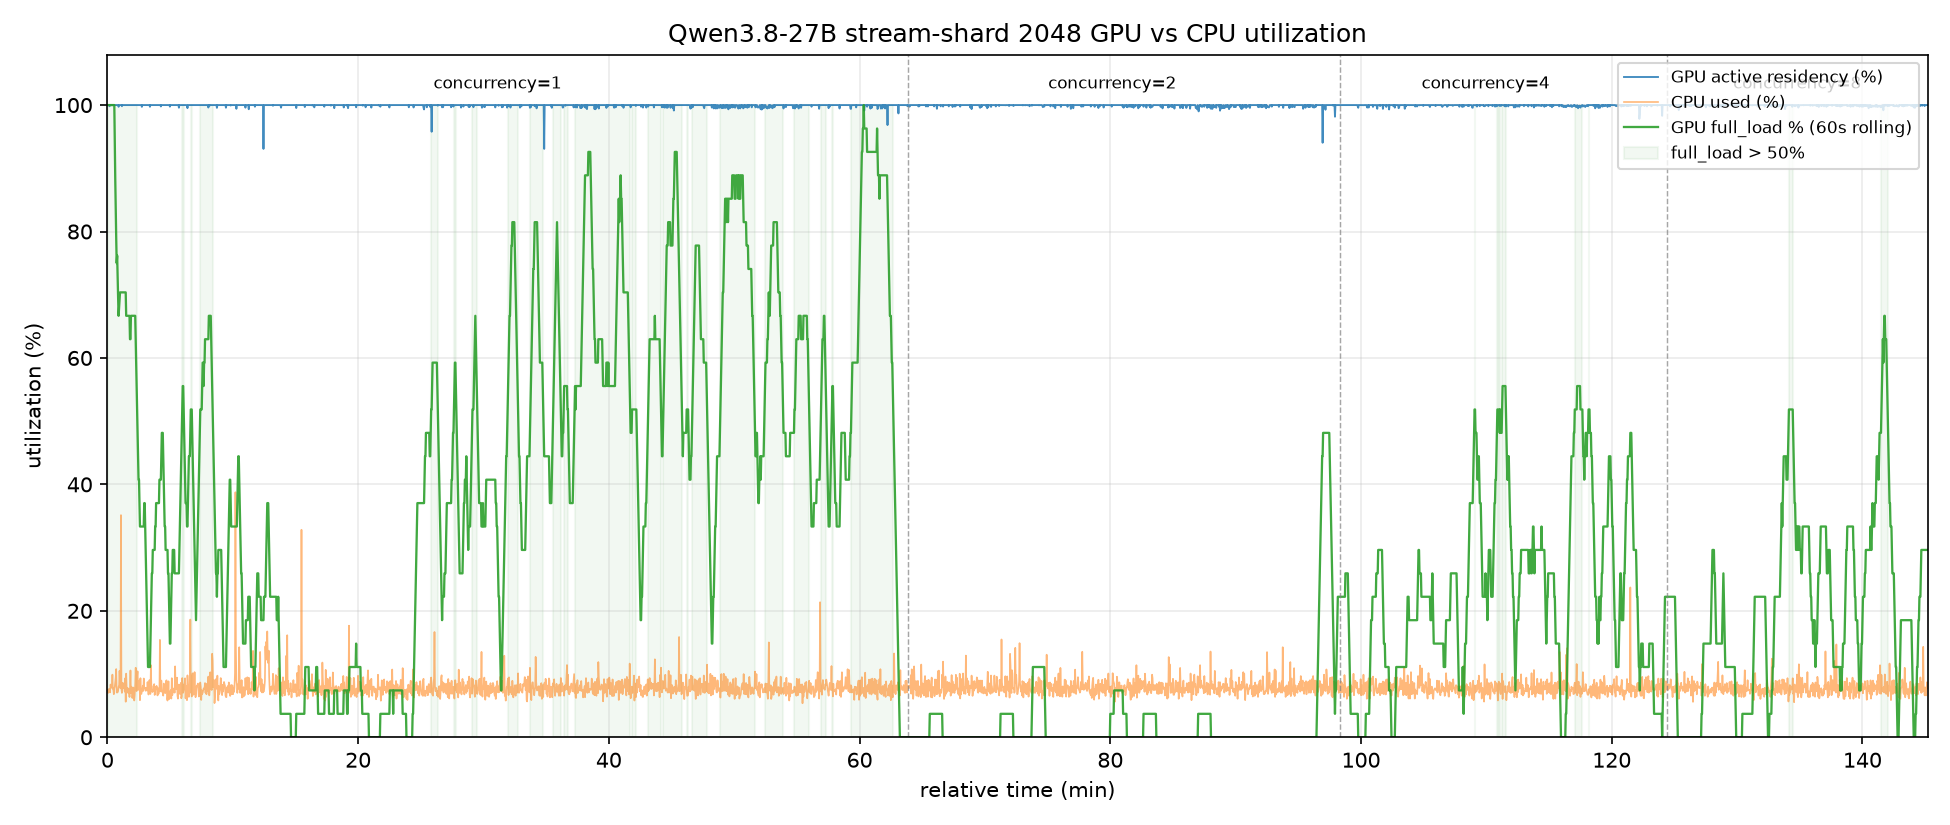 Qwen3.8-27B stream-shard 2048 GPU vs CPU utilization
concurrency=1
concurrency=2
concurrency=4
GPU active residency (%)
CPU used (%)
GPU full_load % (60s rolling)
full_load > 50%
utilization (%)
100
80
60
40
20
0
0 20 40 60 80 100 120 140
relative time (min)